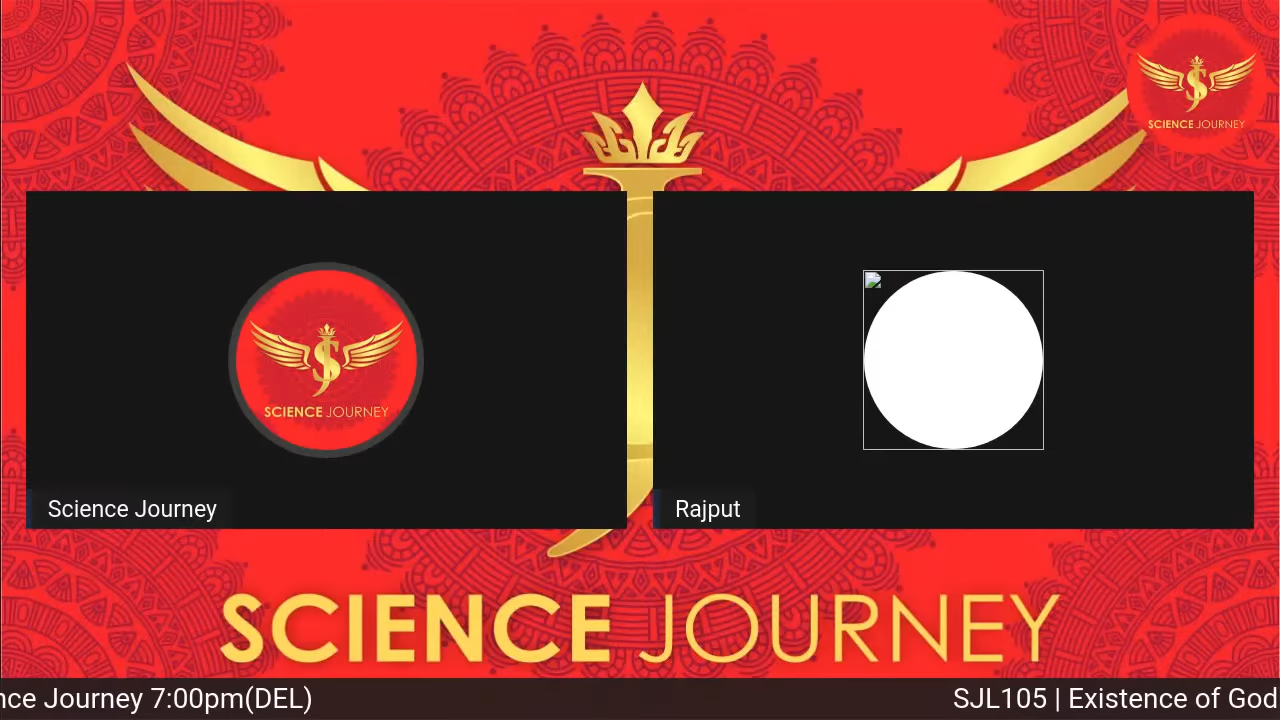 SCIENCE JOURNEY
SCIENCE JOURNEY
Science Journey
Rajput
SCIENCE JOURNEY
nce Journey 7:00pm(DEL)
SJL105 | Existence of God